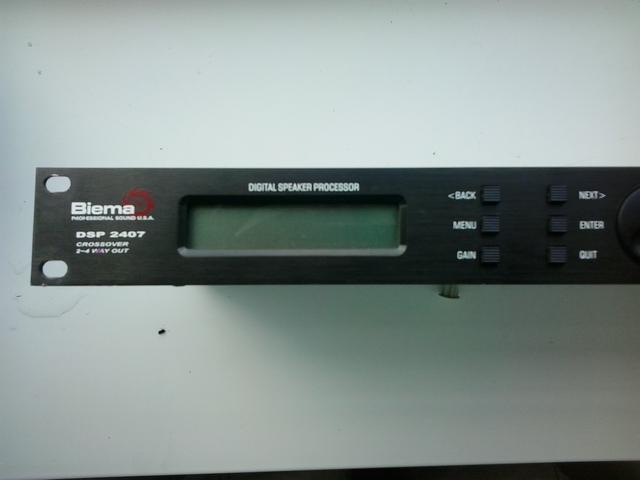 DIGITAL SPEAKER PROCESSOR
Biema
PROFESSIONAL SOUND U.S.A.
DSP 2407
CROSSOVER
2-4 WAY OUT
<BACK
NEXT>
MENU
ENTER
GAIN
QUIT